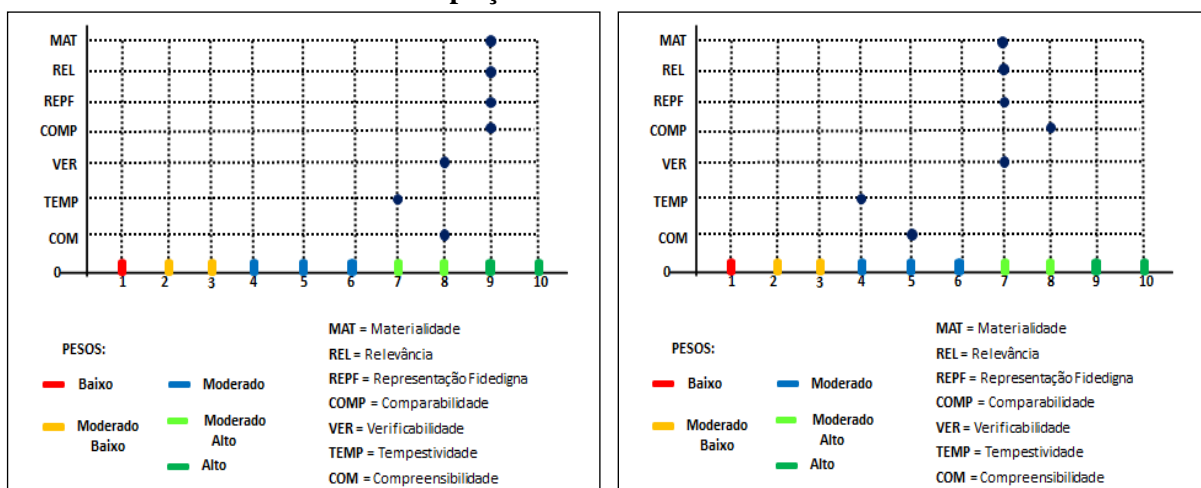 MAT
REL
REPF
COMP
VER
TEMP
COM
0
1 2 3 4 5 6 7 8 9 10
PESOS:
Baixo
Moderado
Moderado
Baixo
Moderado
Alto
Alto
MAT = Materialidade
REL = Relevância
REPF = Representação Fidedigna
COMP = Comparabilidade
VER = Verificabilidade
TEMP = Tempestividade
COM = Compreensibilidade
MAT
REL
REPF
COMP
VER
TEMP
COM
0
1 2 3 4 5 6 7 8 9 10
PESOS:
Baixo
Moderado
Moderado
Baixo
Moderado
Alto
Alto
MAT = Materialidade
REL = Relevância
REPF = Representação Fidedigna
COMP = Comparabilidade
VER = Verificabilidade
TEMP = Tempestividade
COM = Compreensibilidade